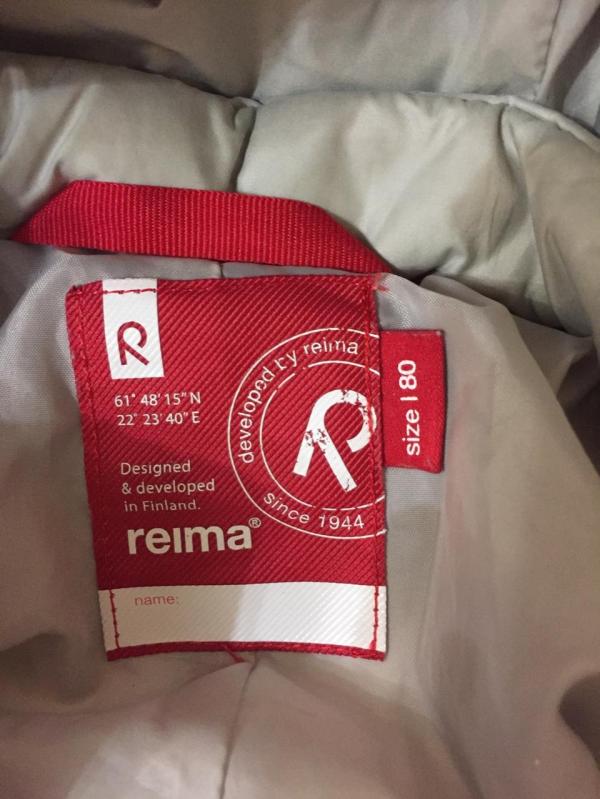 R
61° 48' 15" N
22° 23' 40" E
Designed
& developed
in Finland.
reima®
name:
developed by reima
R
since 1944
size | 80